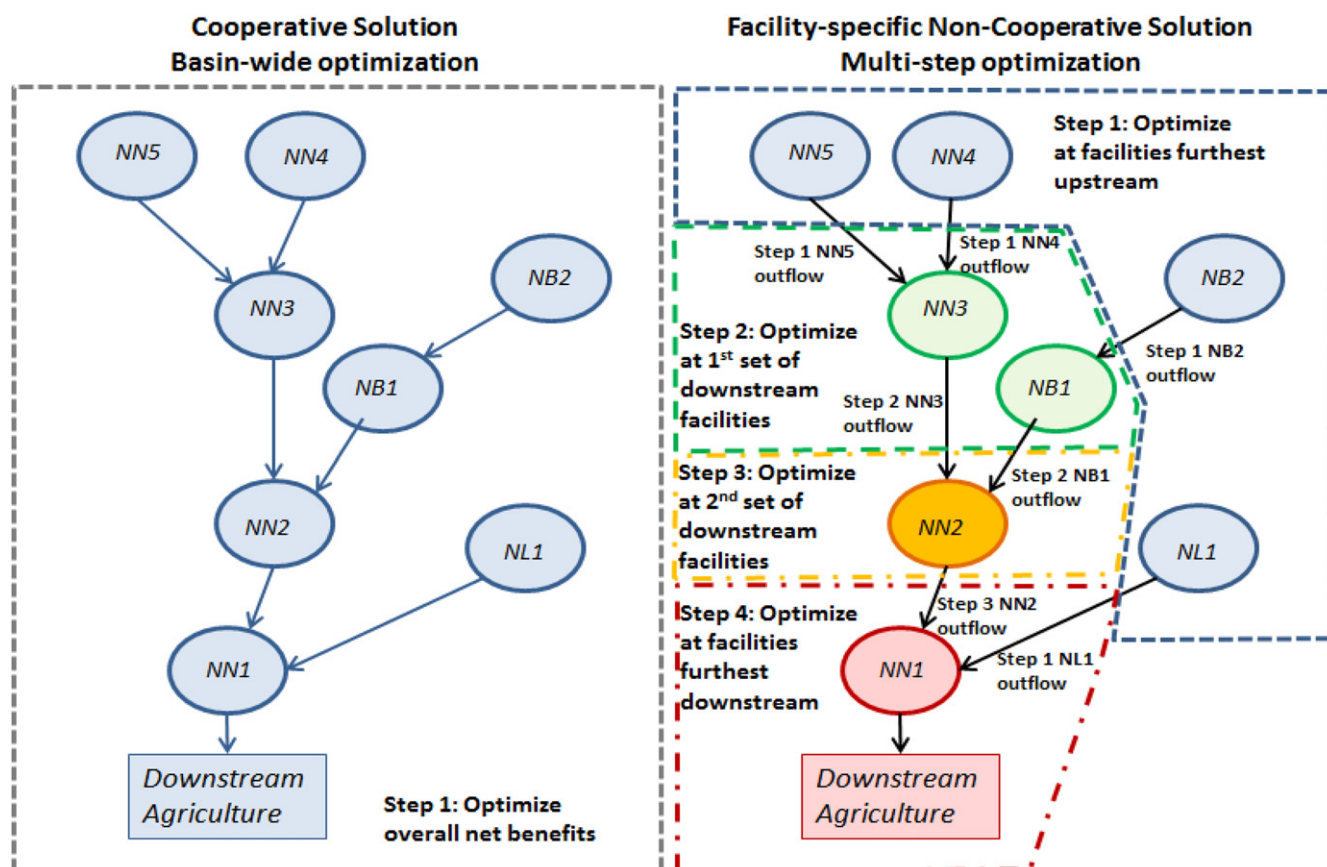 Cooperative Solution
Basin-wide optimization
NN5
NN4
NB2
NN3
NB1
NN2
NL1
NN1
Downstream
Agriculture
Step 1: Optimize
overall net benefits
Facility-specific Non-Cooperative Solution
Multi-step optimization
NN5
NN4
Step 1: Optimize
at facilities furthest
upstream
Step 1 NN5
outflow
Step 1 NN4
outflow
NB2
NN3
Step 2: Optimize
at 1st set of
downstream
facilities
Step 1 NB2
outflow
NB1
Step 2 NN3
outflow
Step 3: Optimize
at 2nd set of
downstream
facilities
Step 2 NB1
outflow
NN2
NL1
Step 4: Optimize
at facilities
furthest
downstream
Step 3 NN2
outflow
Step 1 NL1
outflow
NN1
Downstream
Agriculture